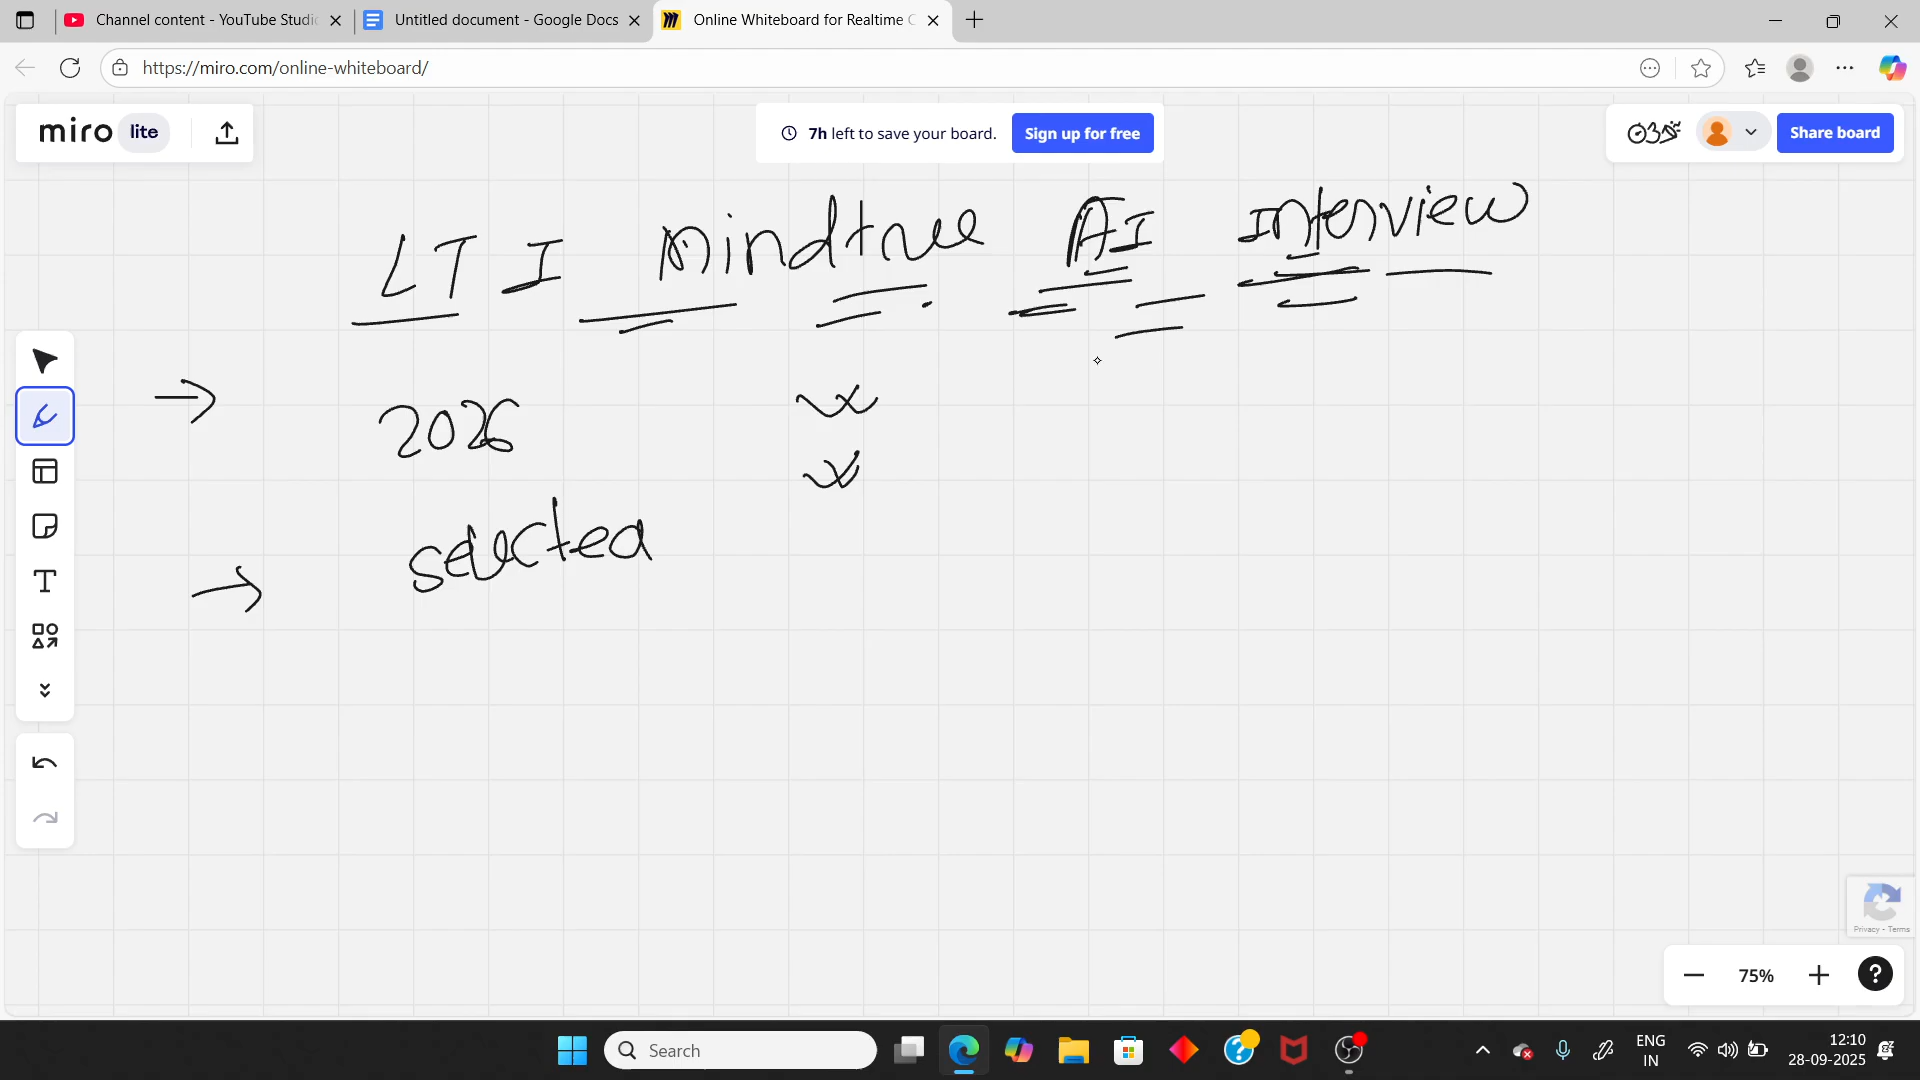 Channel content - YouTube Studi
Untitled document - Google Docs
Online Whiteboard for Realtime C
https://miro.com/online-whiteboard/
miro lite
7h left to save your board.
Sign up for free
Share board
LTI Mindtree AI Interview
2026
selected
Privacy - Terms
75%
Search
ENG
IN
12:10
28-09-2025